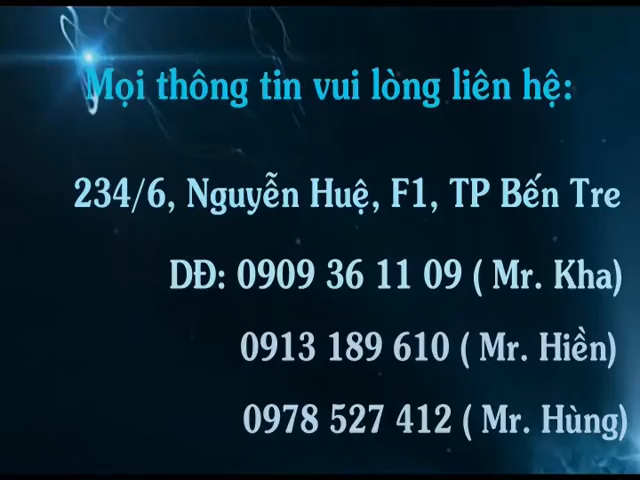 Mọi thông tin vui lòng liên hệ:
234/6, Nguyễn Huệ, F1, TP Bến Tre
DĐ: 0909 36 11 09 ( Mr. Kha)
0913 189 610 ( Mr. Hiền)
0978 527 412 ( Mr. Hùng)